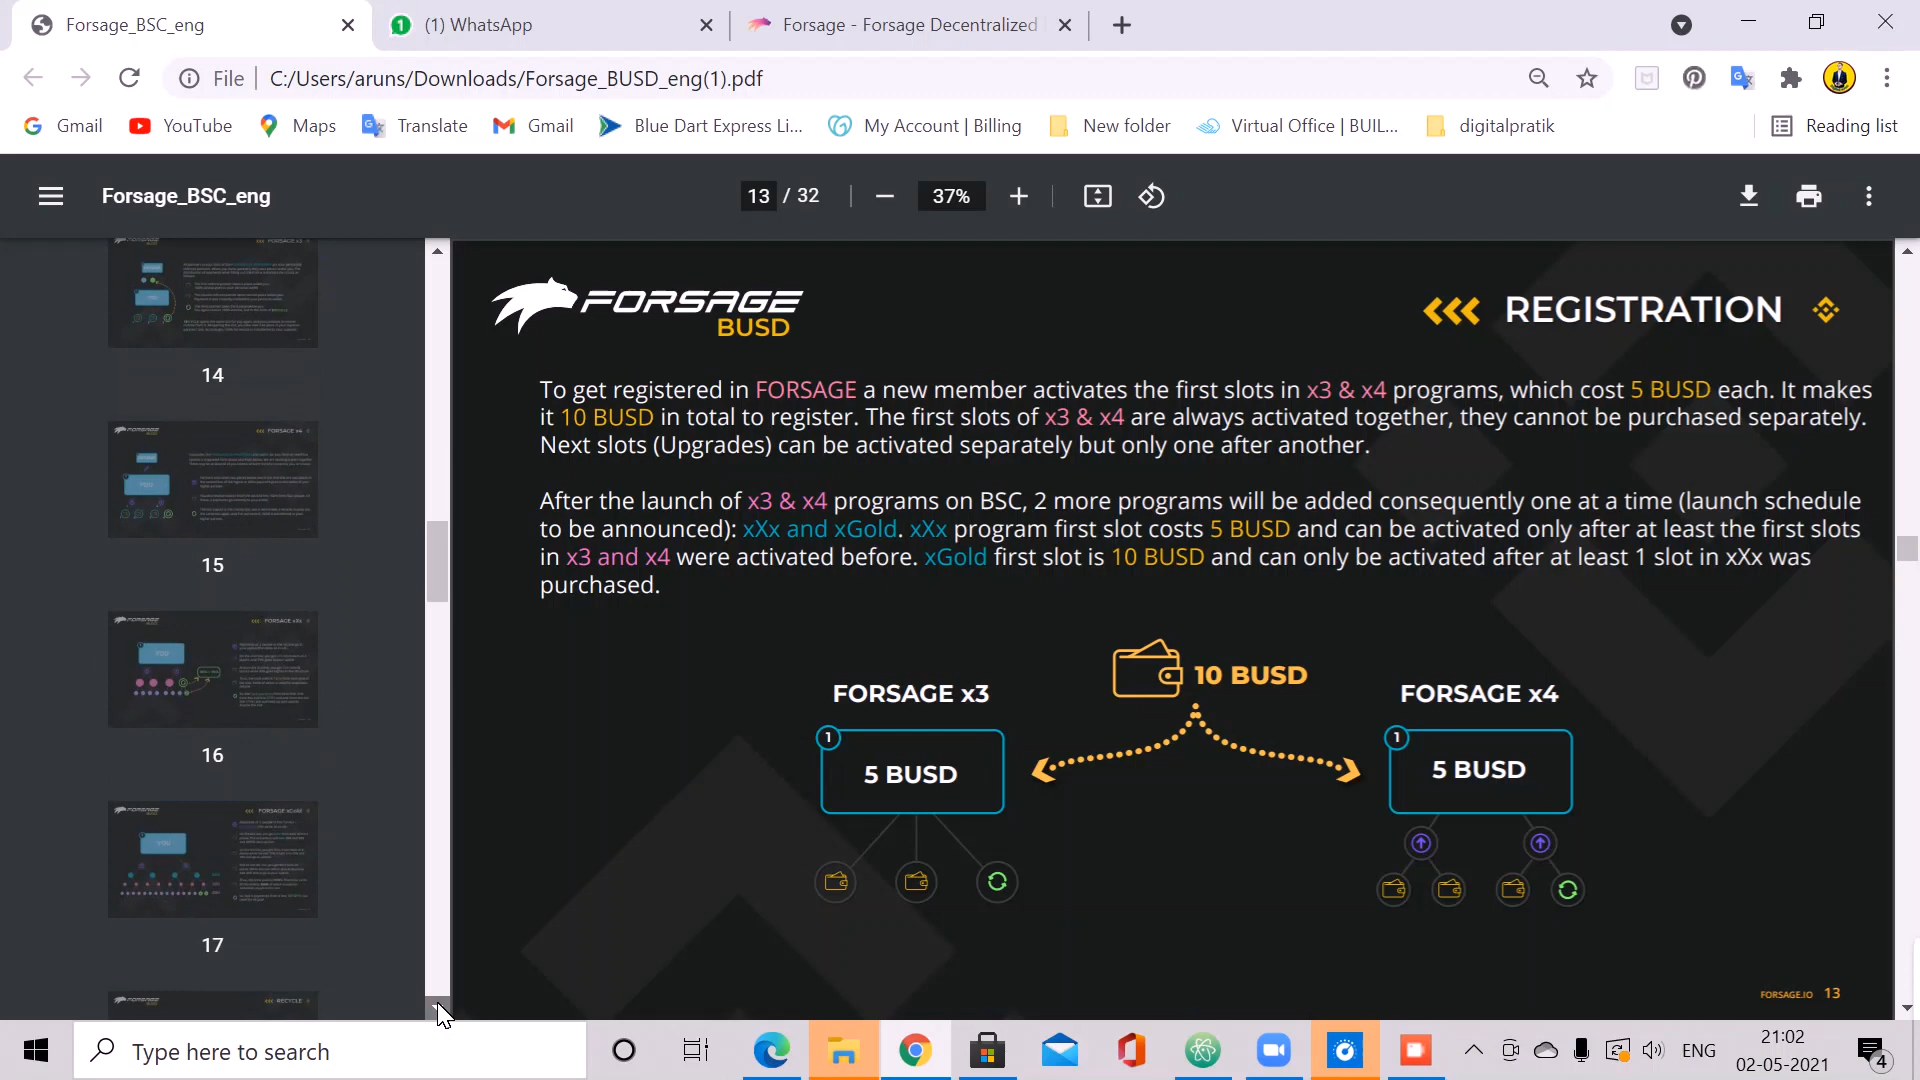 Forsage_BSC_eng
(1) WhatsApp
Forsage - Forsage Decentralized
File
C:/Users/aruns/Downloads/Forsage_BUSD_eng(1).pdf
Gmail
YouTube
Maps
Translate
Gmail
Blue Dart Express Li...
My Account | Billing
New folder
Virtual Office | BUIL...
digitalpratik
Reading list
Forsage_BSC_eng
13 / 32
37%
14
15
16
17
FORSAGE
BUSD
REGISTRATION
To get registered in FORSAGE a new member activates the first slots in x3 & x4 programs, which cost 5 BUSD each. It makes
it 10 BUSD in total to register. The first slots of x3 & x4 are always activated together, they cannot be purchased separately.
Next slots (Upgrades) can be activated separately but only one after another.
After the launch of x3 & x4 programs on BSC, 2 more programs will be added consequently one at a time (launch schedule
to be announced): xXx and xGold. xXx program first slot costs 5 BUSD and can be activated only after at least the first slots
in x3 and x4 were activated before. xGold first slot is 10 BUSD and can only be activated after at least 1 slot in xXx was
purchased.
10 BUSD
FORSAGE x3
FORSAGE x4
1
5 BUSD
1
5 BUSD
FORSAGE.IO 13
Type here to search
ENG
21:02
02-05-2021
4